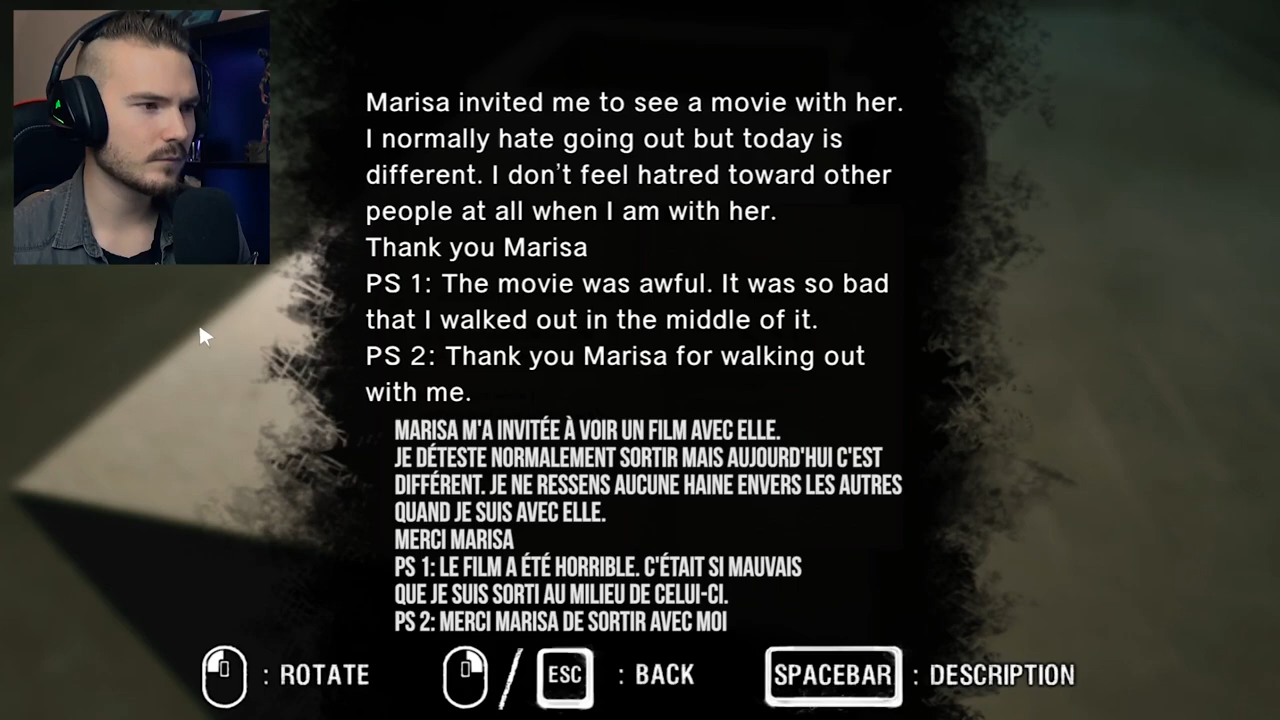 Marisa invited me to see a movie with her.
I normally hate going out but today is
different. I don’t feel hatred toward other
people at all when I am with her.
Thank you Marisa
PS 1: The movie was awful. It was so bad
that I walked out in the middle of it.
PS 2: Thank you Marisa for walking out
with me.
MARISA M'A INVITÉE À VOIR UN FILM AVEC ELLE.
JE DÉTESTE NORMALEMENT SORTIR MAIS AUJOURD'HUI C'EST
DIFFÉRENT. JE NE RESSENS AUCUNE HAINE ENVERS LES AUTRES
QUAND JE SUIS AVEC ELLE.
MERCI MARISA
PS 1: LE FILM A ÉTÉ HORRIBLE. C'ÉTAIT SI MAUVAIS
QUE JE SUIS SORTI AU MILIEU DE CELUI-CI.
PS 2: MERCI MARISA DE SORTIR AVEC MOI
: ROTATE / ESC : BACK SPACEBAR : DESCRIPTION